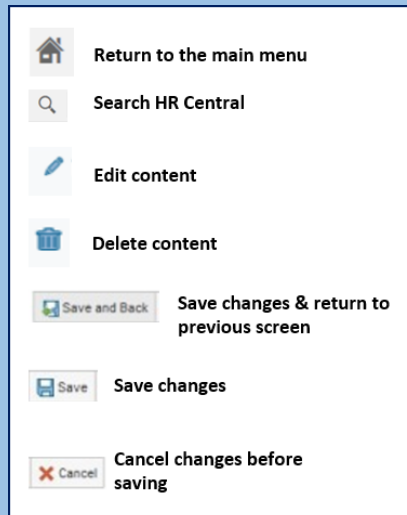 Return to the main menu
Search HR Central
Edit content
Delete content
Save and Back
Save changes & return to
previous screen
Save
Save changes
Cancel
Cancel changes before
saving